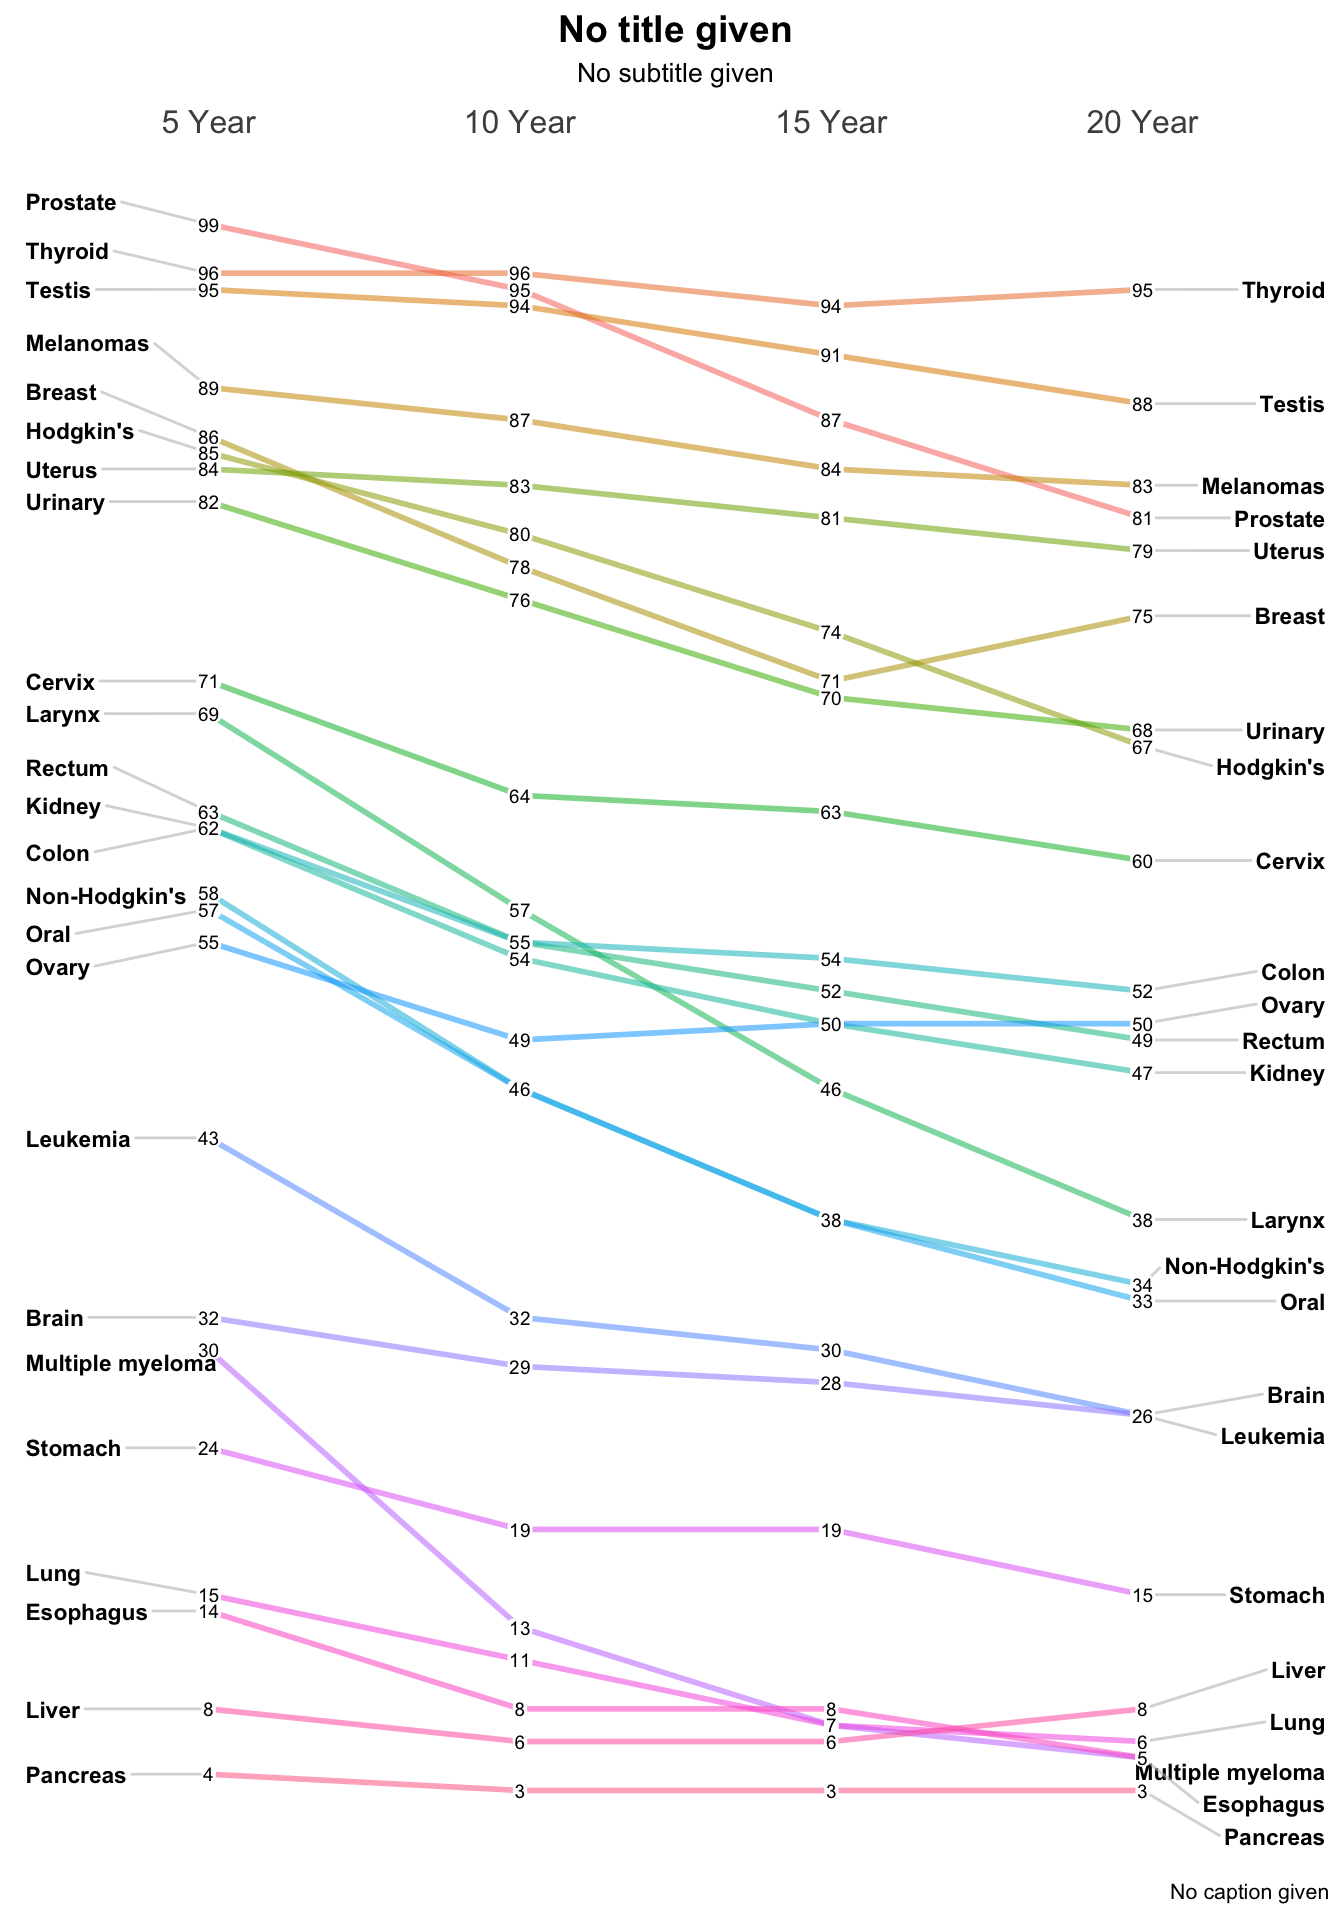 No title given
No subtitle given
5 Year 10 Year 15 Year 20 Year
Prostate
99
Thyroid 96 96 94 95 Thyroid
95
Testis 95 94 91 88 Testis
Melanomas 89 87 84 83 Melanomas
87
81 Prostate
Breast 86 78 71 75 Breast
Hodgkin's 85 80 74 67 Hodgkin's
Uterus 84 83 81 79 Uterus
Urinary 82 76 70 68 Urinary
Cervix 71 64 63 60 Cervix
Larynx 69 57 46 38 Larynx
Rectum 63 55 52 49 Rectum
Kidney 62 54 50 47 Kidney
Colon 54 52 Colon
Non-Hodgkin's 58 46 38 34 Non-Hodgkin's
Oral 57 33 Oral
Ovary 55 49 50 Ovary
Leukemia 43 32 30 26 Leukemia
Brain 32 29 28 Brain
Multiple myeloma 30 13 7 5 Multiple myeloma
Stomach 24 19 19 15 Stomach
Lung 15 11 6 Lung
Esophagus 14 8 8 Esophagus
Liver 8 6 6 8 Liver
Pancreas 4 3 3 3 Pancreas
No caption given